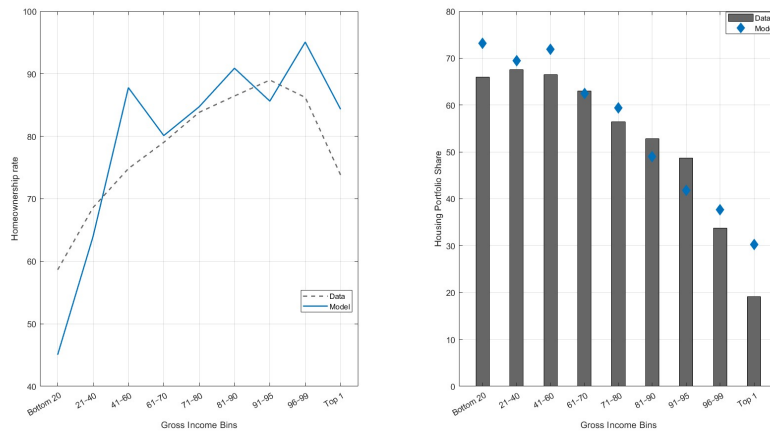 100
90
80
70
60
50
40
Homeownership rate
Data
Model
Bottom 20
21-40
41-60
61-70
71-80
81-90
91-95
96-99
Top 1
Gross Income Bins
80
70
60
50
40
30
20
10
0
Housing Portfolio Share
Data
Model
Bottom 20
21-40
41-60
61-70
71-80
81-90
91-95
96-99
Top 1
Gross Income Bins